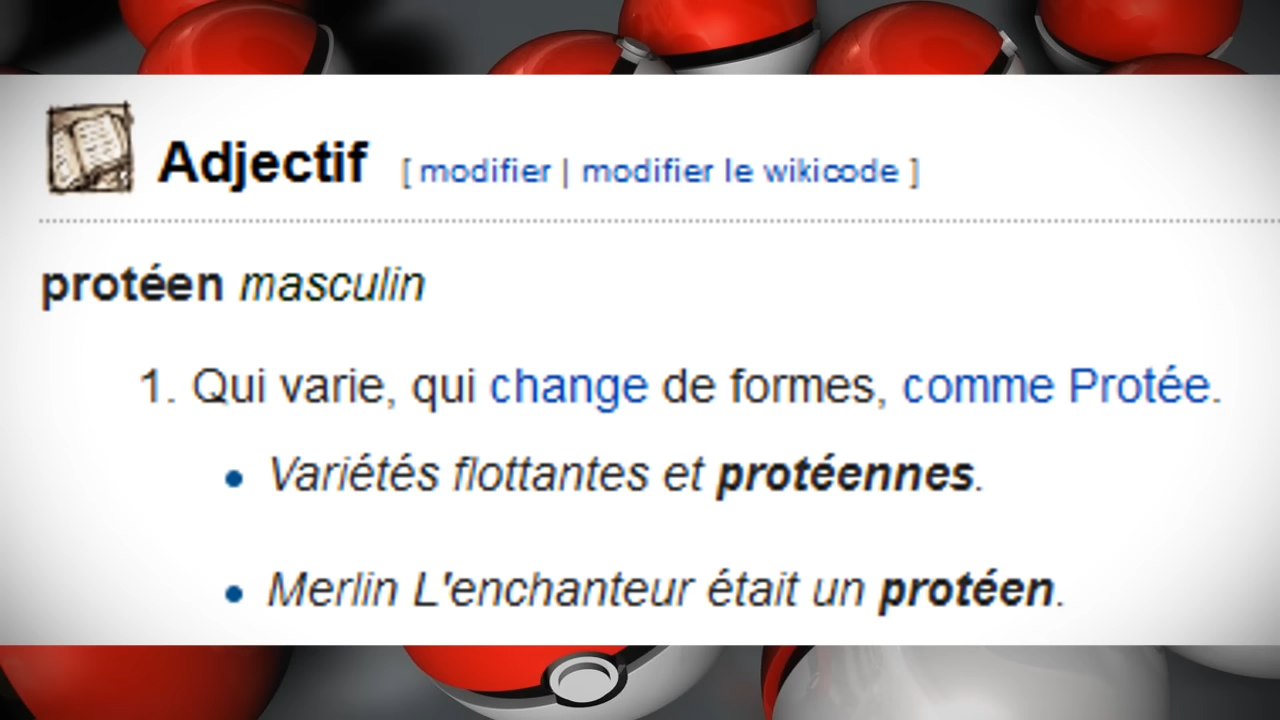 Adjectif [ modifier | modifier le wikicode ]
protéen masculin
1. Qui varie, qui change de formes, comme Protée.
• Variétés flottantes et protéennes.
• Merlin L'enchanteur était un protéen.